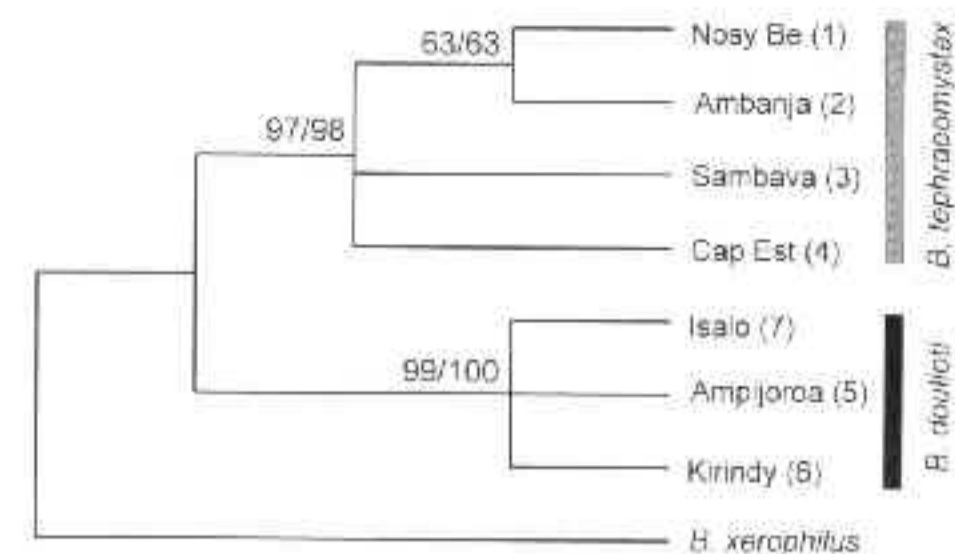 63/63
Nosy Be (1)
Ambanja (2)
97/98
Sambava (3)
Cap Est (4)
B. tephraeomystax
Isalo (7)
99/100
Ampijoroa (5)
Kirindy (6)
B. doulioti
B. xerophilus